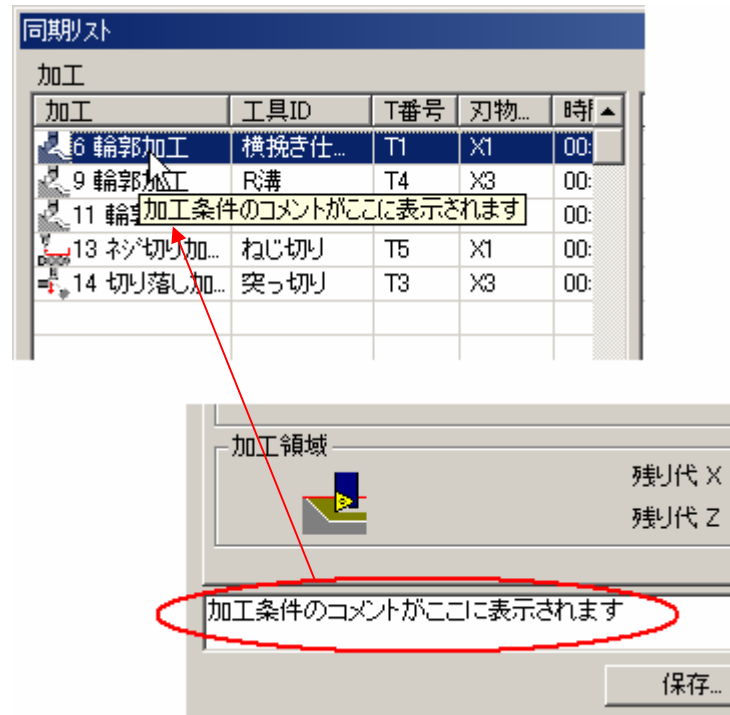 同期リスト
加工
加工 工具ID T番号 刃物... 時
6 輪郭加工 横挽き仕... T1 X1 00:
9 輪郭加工 R溝 T4 X3 00:
11 輪 00:
加工条件のコメントがここに表示されます
13 ネジ切り加... ねじ切り T5 X1 00:
14 切り落し加... 突っ切り T3 X3 00:
加工領域
残り代 X
残り代 Z
加工条件のコメントがここに表示されます
保存...